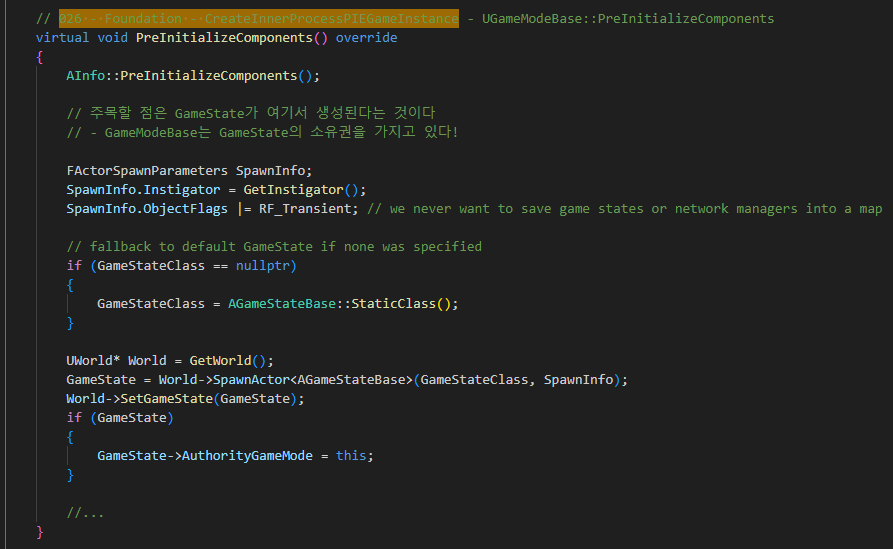 // 026 - Foundation - CreateInnerProcessPIEGameInstance - UGameModeBase::PreInitializeComponents
virtual void PreInitializeComponents() override
{
AInfo::PreInitializeComponents();
// 주목할 점은 GameState가 여기서 생성된다는 것이다
// - GameModeBase는 GameState의 소유권을 가지고 있다!
FActorSpawnParameters SpawnInfo;
SpawnInfo.Instigator = GetInstigator();
SpawnInfo.ObjectFlags |= RF_Transient; // we never want to save game states or network managers into a map
// fallback to default GameState if none was specified
if (GameStateClass == nullptr)
{
GameStateClass = AGameStateBase::StaticClass();
}
UWorld* World = GetWorld();
GameState = World->SpawnActor<AGameStateBase>(GameStateClass, SpawnInfo);
World->SetGameState(GameState);
if (GameState)
{
GameState->AuthorityGameMode = this;
}
//...
}